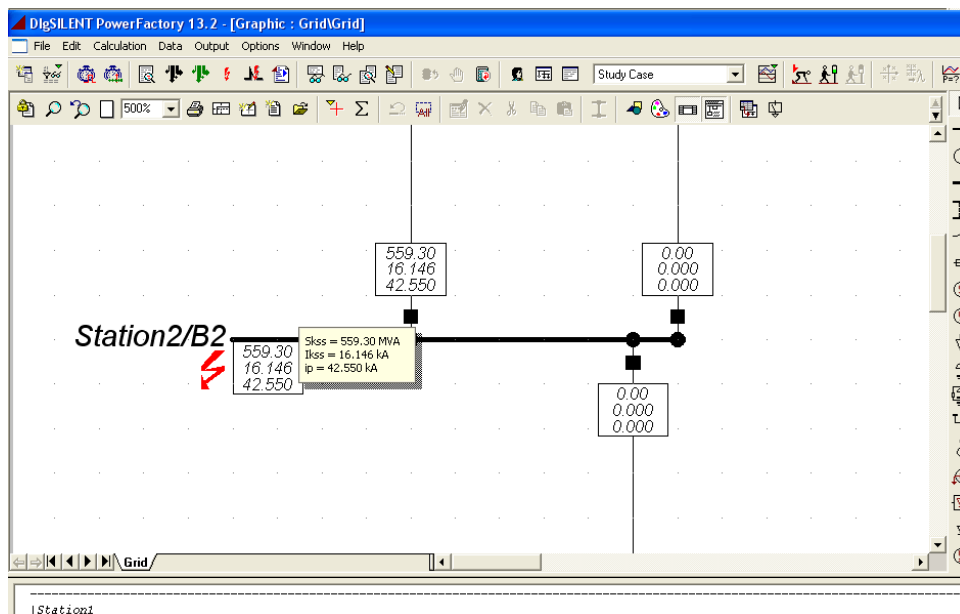 DIgSILENT PowerFactory 13.2 - [Graphic : Grid\Grid]
File Edit Calculation Data Output Options Window Help
Study Case
500%
559.30
16.146
42.550
0.00
0.000
0.000
Station2/B2
559.30
16.146
42.550
Skss = 559.30 MVA
Ikss = 16.146 kA
ip = 42.550 kA
0.00
0.000
0.000
Grid
|Station1